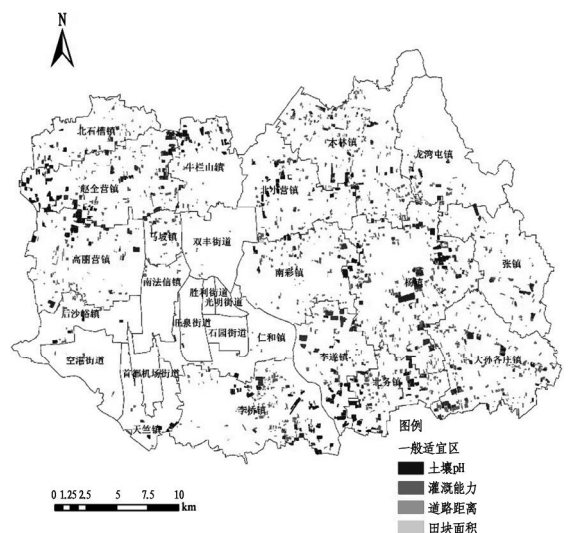 N
北石槽镇
木林镇
牛栏山镇
龙湾屯镇
赵全营镇
北小营镇
马坡镇
双丰街道
高丽营镇
南彩镇
张镇
南法信镇
杨镇
胜利街道
光明街道
后沙峪镇
旺泉街道
石园街道
仁和镇
空港街道
李遂镇
大孙各庄镇
首都机场街道
北务镇
李桥镇
天竺镇
图例
一般适宜区
土壤pH
灌溉能力
道路距离
田块面积
0 1.25 2.5 5 7.5 10
km